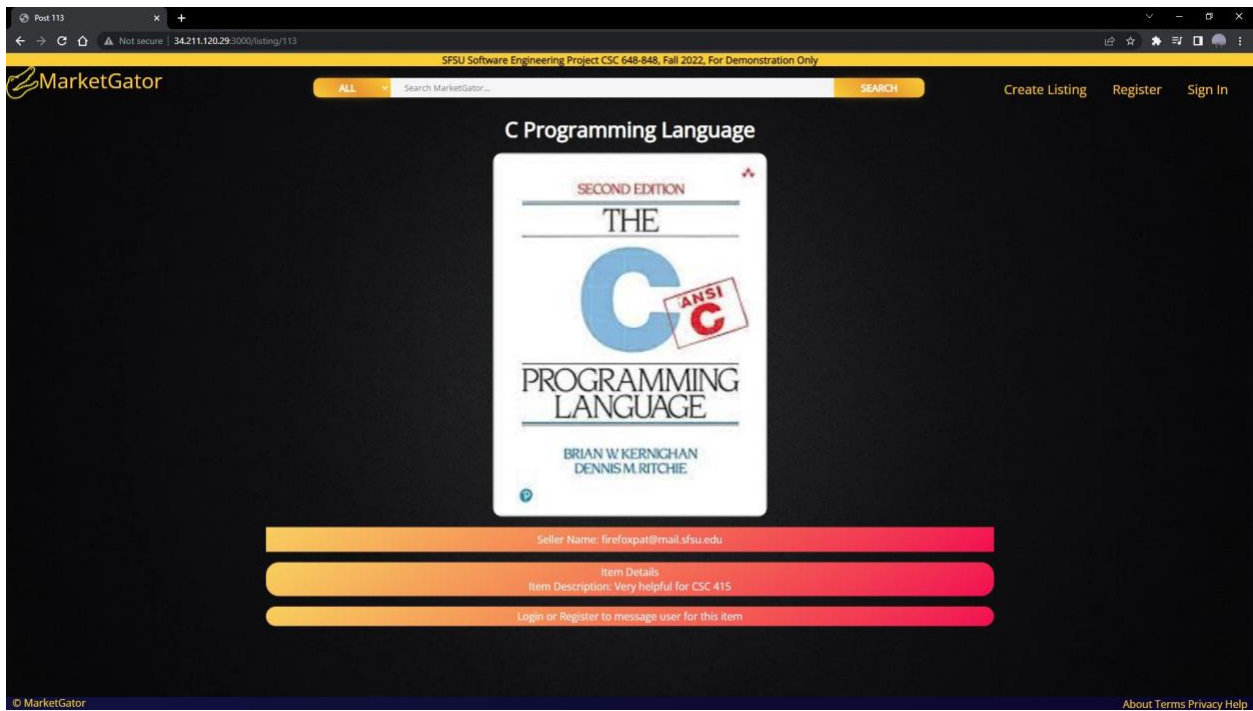 Post 113
Not secure 34.211.120.29:3000/listing/113
SFSU Software Engineering Project CSC 648-848, Fall 2022, For Demonstration Only
MarketGator
ALL
Search MarketGator...
SEARCH
Create Listing Register Sign In
C Programming Language
SECOND EDITION
THE
C
ANSI
C
PROGRAMMING
LANGUAGE
BRIAN W. KERNIGHAN
DENNIS M. RITCHIE
P
Seller Name: firefoxpat@mail.sfsu.edu
Item Details
Item Description: Very helpful for CSC 415
Login or Register to message user for this item
© MarketGator
About Terms Privacy Help